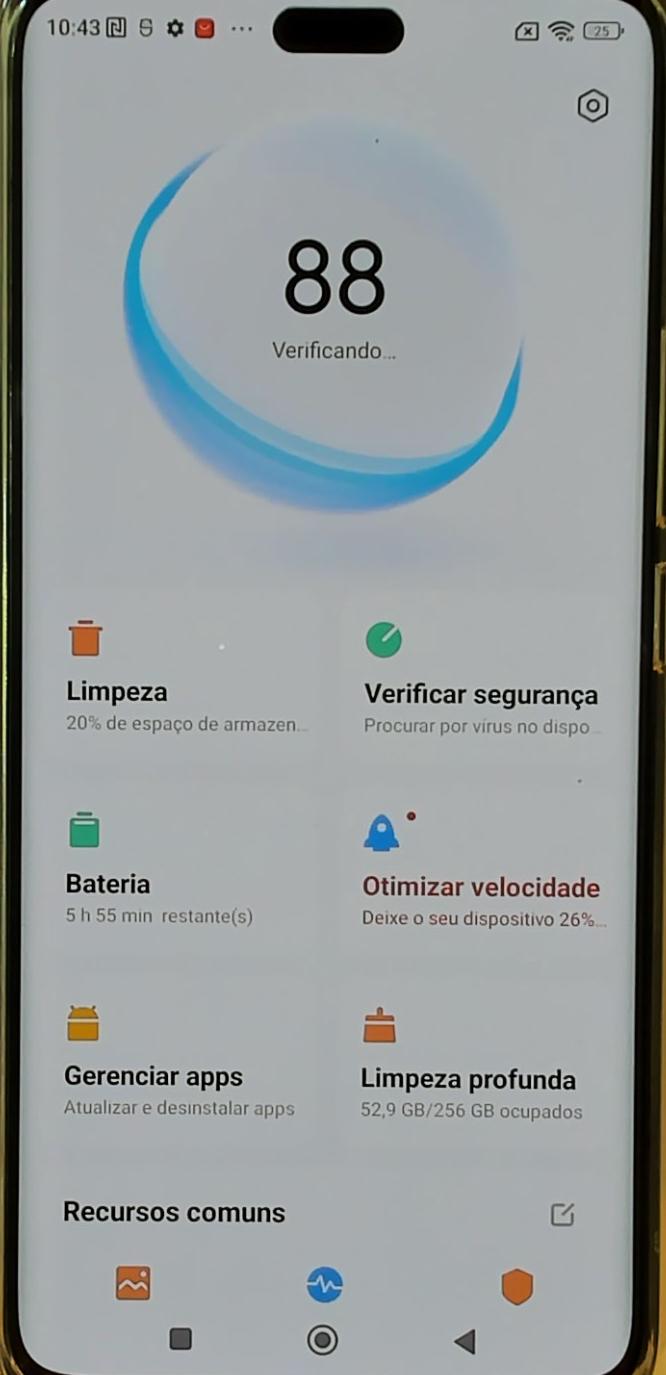 10:43
25
88
Verificando...
Limpeza
20% de espaço de armazen...
Verificar segurança
Procurar por vírus no dispo...
Bateria
5 h 55 min restante(s)
Otimizar velocidade
Deixe o seu dispositivo 26%...
Gerenciar apps
Atualizar e desinstalar apps
Limpeza profunda
52,9 GB/256 GB ocupados
Recursos comuns